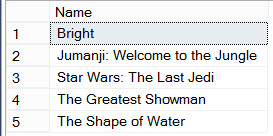 Name
1 Bright
2 Jumanji: Welcome to the Jungle
3 Star Wars: The Last Jedi
4 The Greatest Showman
5 The Shape of Water